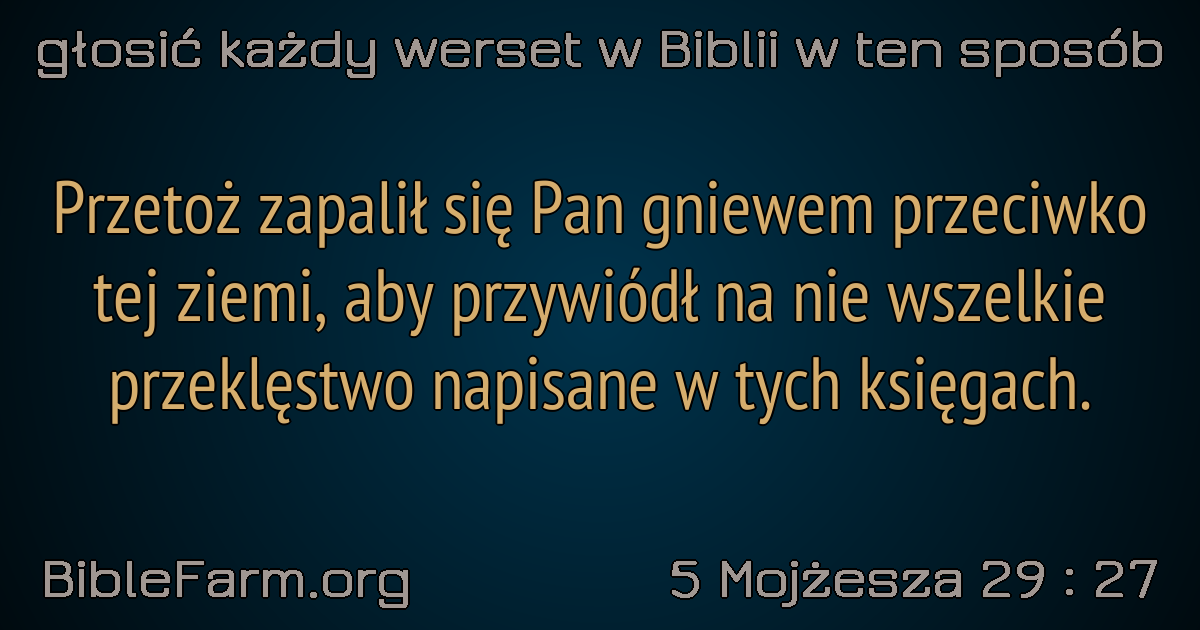 głosić każdy werset w Biblii w ten sposób
Przetoż zapalił się Pan gniewem przeciwko
tej ziemi, aby przywiódł na nie wszelkie
przeklęstwo napisane w tych księgach.
BibleFarm.org
5 Mojżesza 29 : 27